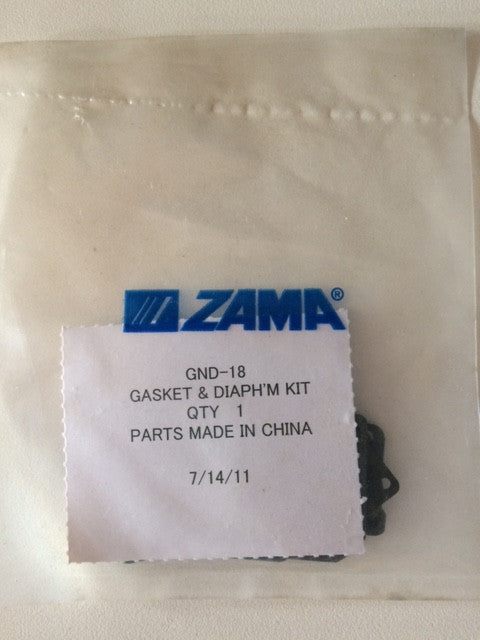 ZAMA®
GND-18
GASKET & DIAPH'M KIT
QTY 1
PARTS MADE IN CHINA
7/14/11